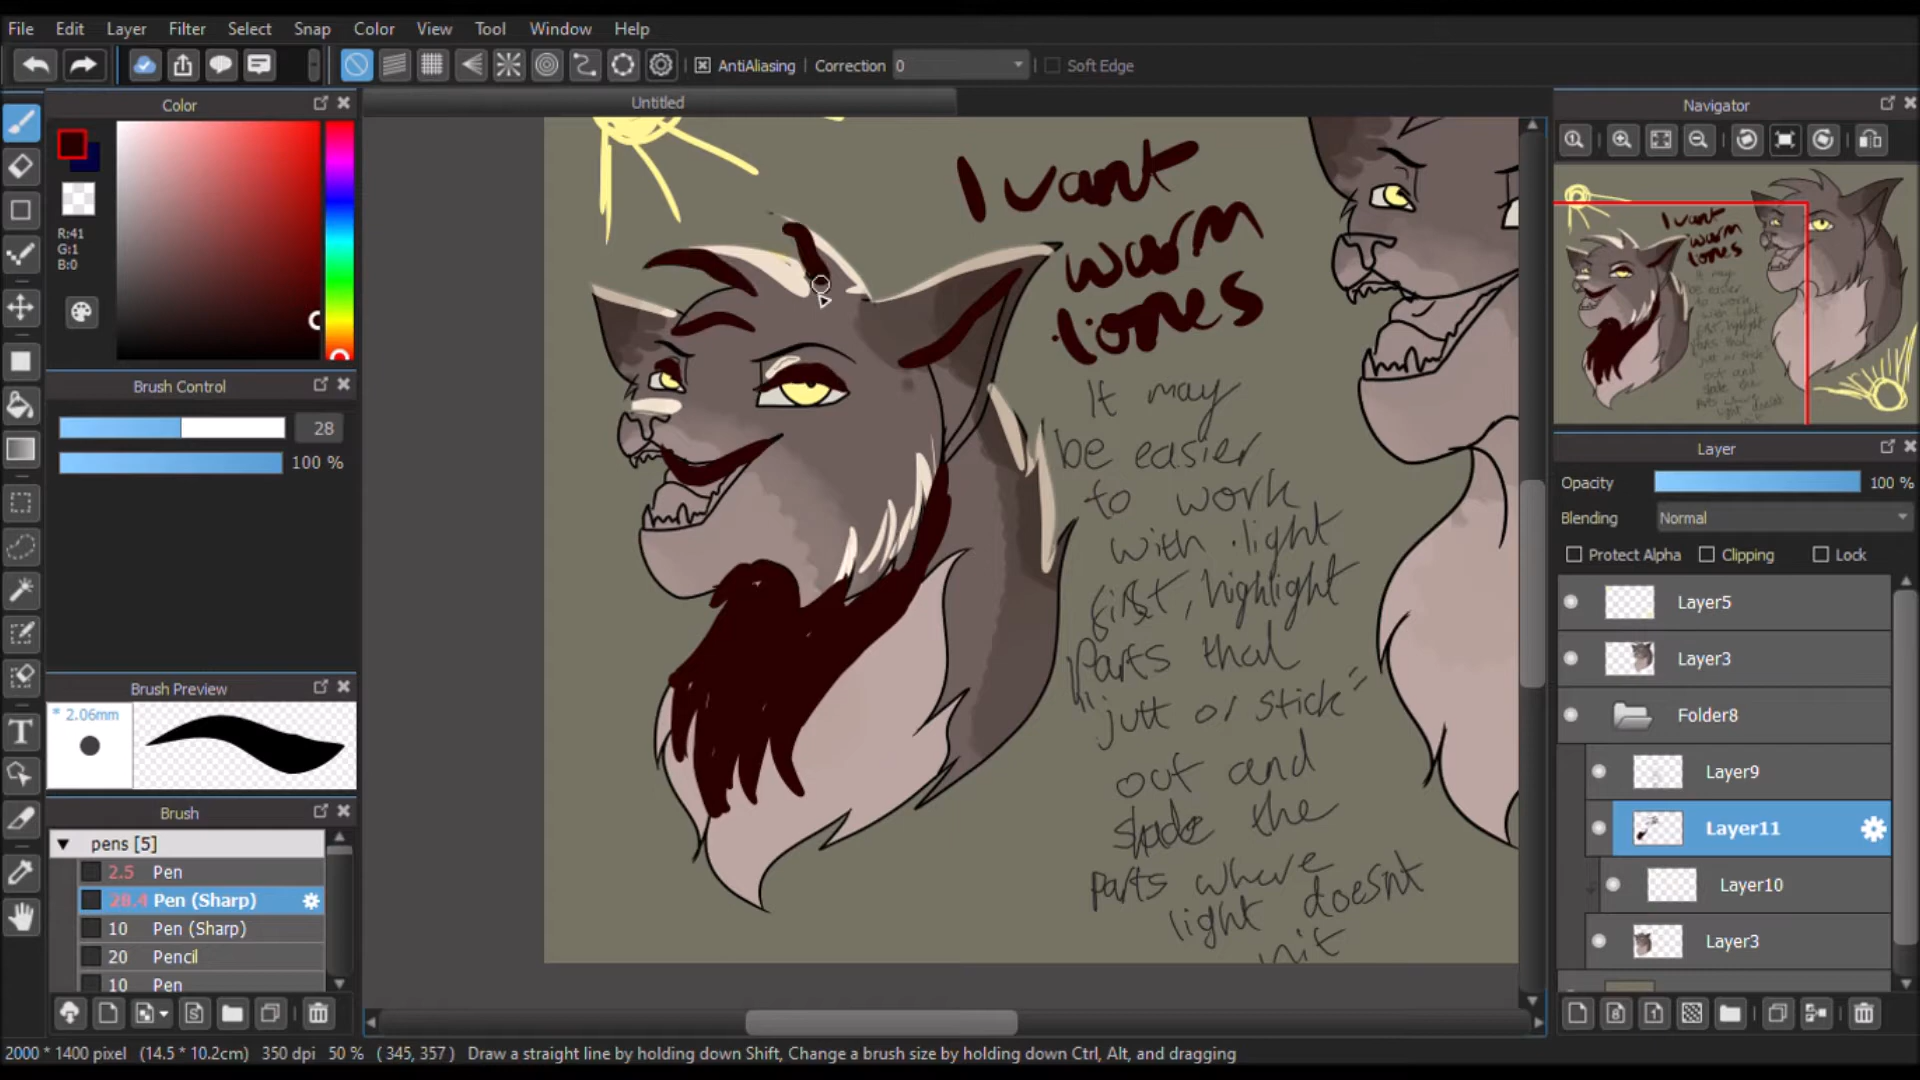 File Edit Layer Filter Select Snap Color View Tool Window Help
AntiAliasing Correction 0 Soft Edge
Color
Untitled
Navigator
R:41
G:1
B:0
Brush Control
28
100 %
Brush Preview
* 2.06mm
Brush
pens [5]
2.5 Pen
28.4 Pen (Sharp)
10 Pen (Sharp)
20 Pencil
10 Pen
I want
warm
tones
It may
be easier
to work
with light
first, highlight
parts that
"jutt or stick"
out and
shade the
parts where
light doesnt
hit
Layer
Opacity 100 %
Blending Normal
Protect Alpha Clipping Lock
Layer5
Layer3
Folder8
Layer9
Layer11
Layer10
Layer3
2000 * 1400 pixel (14.5 * 10.2cm) 350 dpi 50 % ( 345, 357 ) Draw a straight line by holding down Shift, Change a brush size by holding down Ctrl, Alt, and dragging